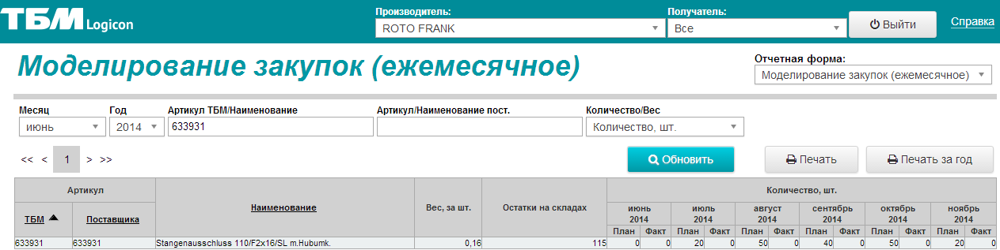 ТБМ Logicon
Производитель: Получатель:
ROTO FRANK Все Выйти Справка
Моделирование закупок (ежемесячное)
Отчетная форма:
Моделирование закупок (ежемесячное)
Месяц Год Артикул ТБМ/Наименование Артикул/Наименование пост. Количество/Вес
июнь 2014 633931 Количество, шт.
<< < 1 > >> Обновить Печать Печать за год
Артикул Наименование Вес, за шт. Остатки на складах Количество, шт.
ТБМ Поставщика июнь 2014 июль 2014 август 2014 сентябрь 2014 октябрь 2014 ноябрь 2014
План Факт План Факт План Факт План Факт План Факт План Факт
633931 633931 Stangenausschluss 110/F2x16/SL m.Hubumk. 0,16 115 0 0 20 0 50 0 40 0 50 0 20 0